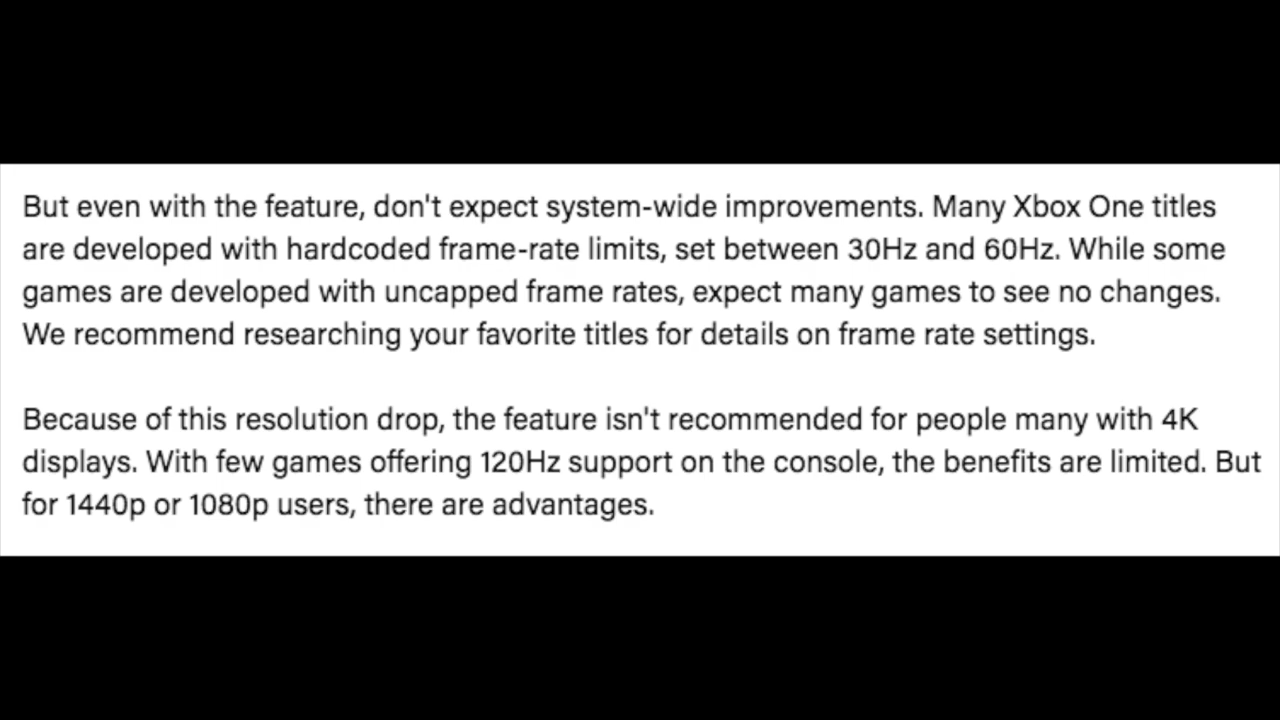 But even with the feature, don't expect system-wide improvements. Many Xbox One titles
are developed with hardcoded frame-rate limits, set between 30Hz and 60Hz. While some
games are developed with uncapped frame rates, expect many games to see no changes.
We recommend researching your favorite titles for details on frame rate settings.
Because of this resolution drop, the feature isn't recommended for people many with 4K
displays. With few games offering 120Hz support on the console, the benefits are limited. But
for 1440p or 1080p users, there are advantages.